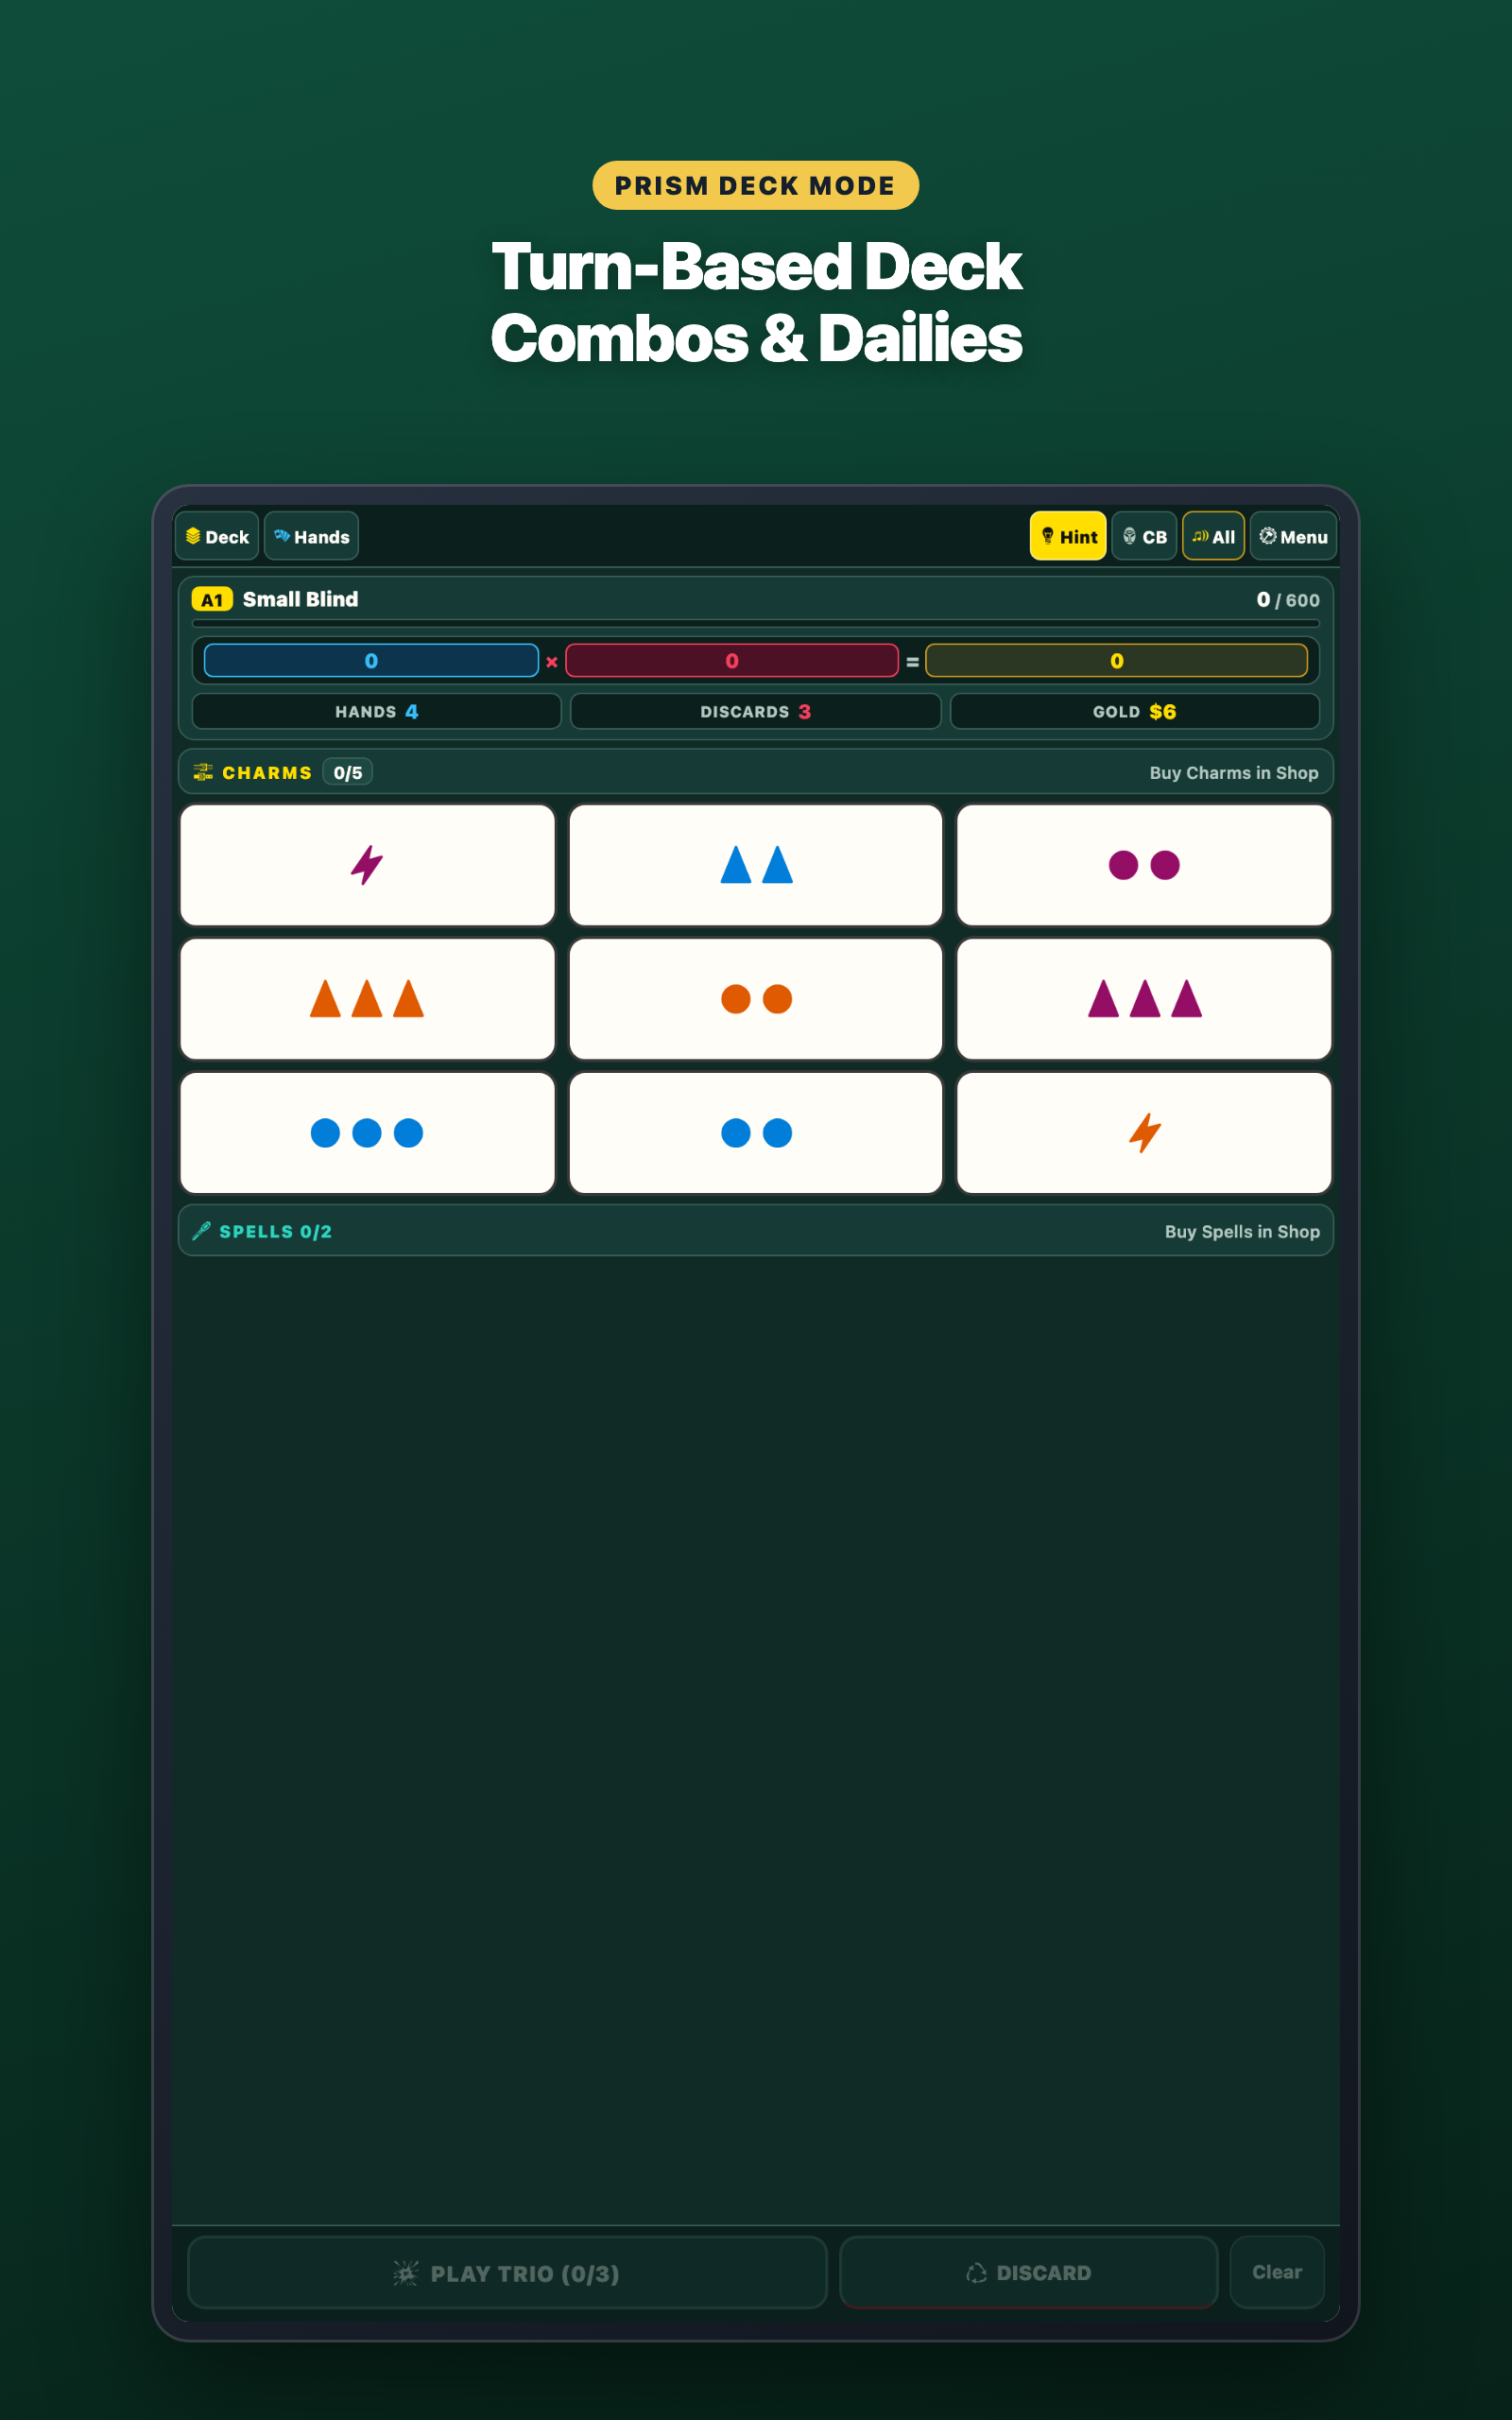 PRISM DECK MODE
Turn-Based Deck
Combos & Dailies
Deck Hands Hint CB All Menu
A1 Small Blind 0 / 600
0 × 0 = 0
HANDS 4 DISCARDS 3 GOLD $6
CHARMS 0/5 Buy Charms in Shop
SPELLS 0/2 Buy Spells in Shop
PLAY TRIO (0/3) DISCARD Clear